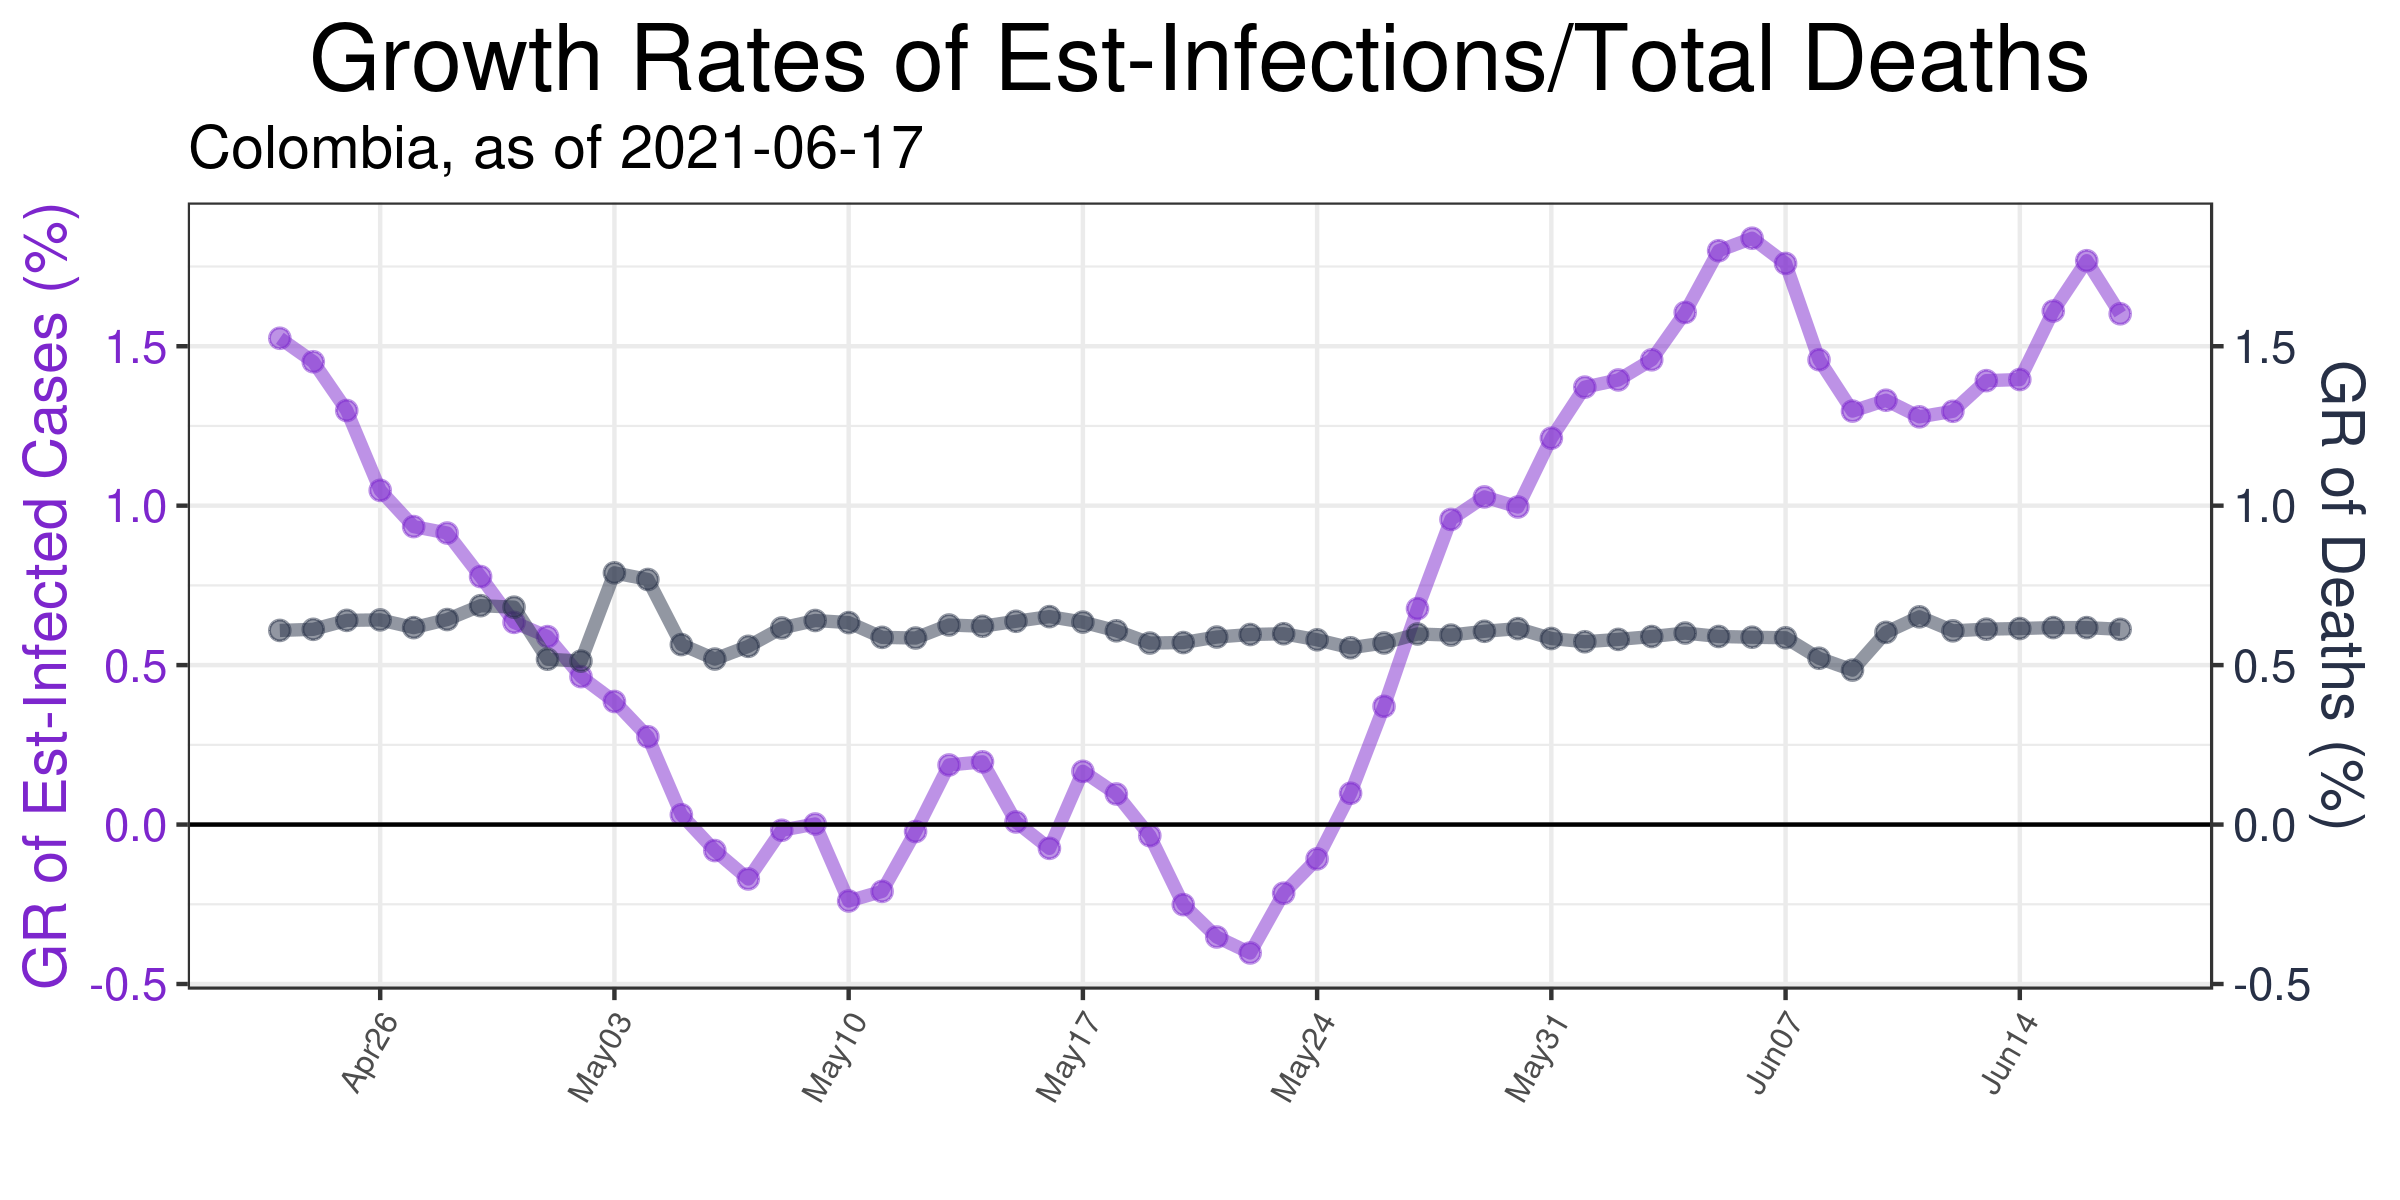 Growth Rates of Est-Infections/Total Deaths
Colombia, as of 2021-06-17
GR of Est-Infected Cases (%)
1.5
1.0
0.5
0.0
-0.5
GR of Deaths (%)
1.5
1.0
0.5
0.0
-0.5
Apr26
May03
May10
May17
May24
May31
Jun07
Jun14